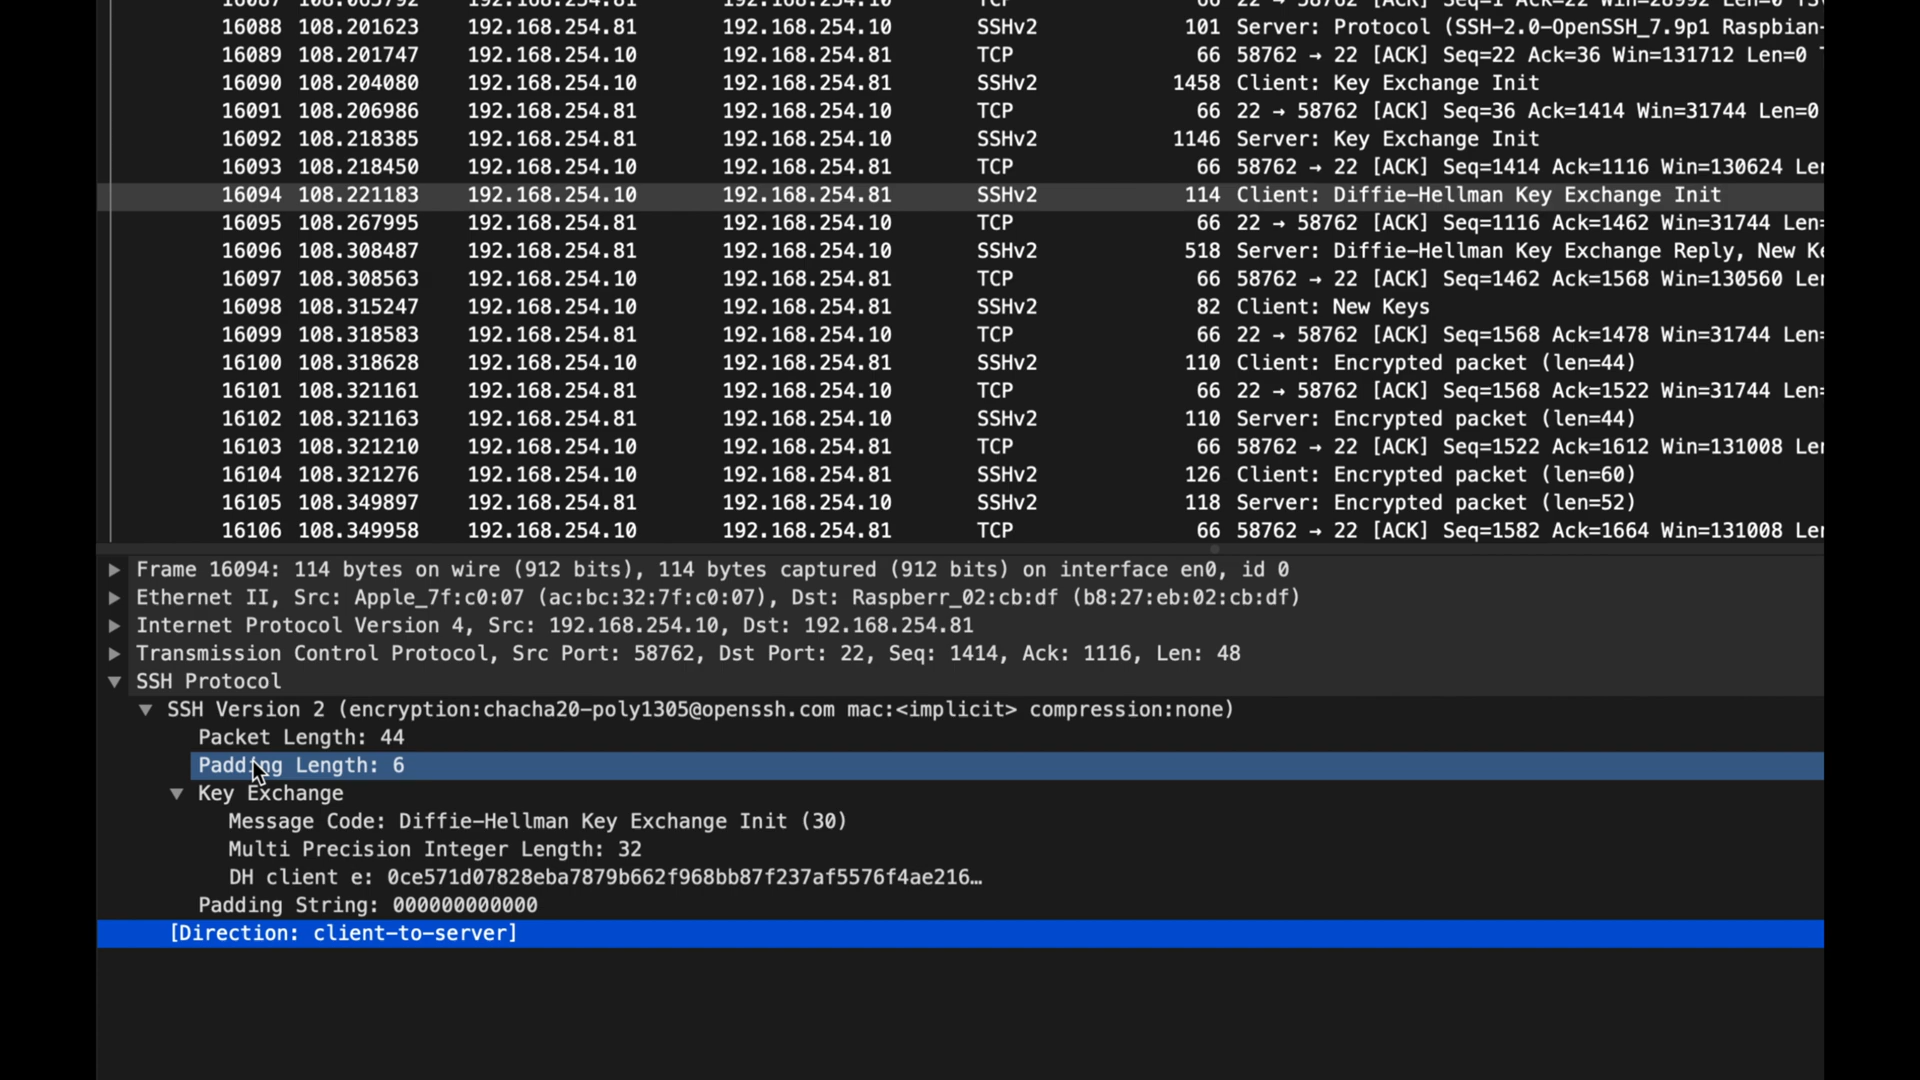 16087 108.065792 192.168.254.81 192.168.254.10 TCP 66 22 → 58762 [ACK] Seq=1 Ack=22 Win=28992 Len=0
16088 108.201623 192.168.254.81 192.168.254.10 SSHv2 101 Server: Protocol (SSH-2.0-OpenSSH_7.9p1 Raspbian-
16089 108.201747 192.168.254.10 192.168.254.81 TCP 66 58762 → 22 [ACK] Seq=22 Ack=36 Win=131712 Len=0
16090 108.204080 192.168.254.10 192.168.254.81 SSHv2 1458 Client: Key Exchange Init
16091 108.206986 192.168.254.81 192.168.254.10 TCP 66 22 → 58762 [ACK] Seq=36 Ack=1414 Win=31744 Len=0
16092 108.218385 192.168.254.81 192.168.254.10 SSHv2 1146 Server: Key Exchange Init
16093 108.218450 192.168.254.10 192.168.254.81 TCP 66 58762 → 22 [ACK] Seq=1414 Ack=1116 Win=130624 Len
16094 108.221183 192.168.254.10 192.168.254.81 SSHv2 114 Client: Diffie-Hellman Key Exchange Init
16095 108.267995 192.168.254.81 192.168.254.10 TCP 66 22 → 58762 [ACK] Seq=1116 Ack=1462 Win=31744 Len=
16096 108.308487 192.168.254.81 192.168.254.10 SSHv2 518 Server: Diffie-Hellman Key Exchange Reply, New Ke
16097 108.308563 192.168.254.10 192.168.254.81 TCP 66 58762 → 22 [ACK] Seq=1462 Ack=1568 Win=130560 Len
16098 108.315247 192.168.254.10 192.168.254.81 SSHv2 82 Client: New Keys
16099 108.318583 192.168.254.81 192.168.254.10 TCP 66 22 → 58762 [ACK] Seq=1568 Ack=1478 Win=31744 Len=
16100 108.318628 192.168.254.10 192.168.254.81 SSHv2 110 Client: Encrypted packet (len=44)
16101 108.321161 192.168.254.81 192.168.254.10 TCP 66 22 → 58762 [ACK] Seq=1568 Ack=1522 Win=31744 Len=
16102 108.321163 192.168.254.81 192.168.254.10 SSHv2 110 Server: Encrypted packet (len=44)
16103 108.321210 192.168.254.10 192.168.254.81 TCP 66 58762 → 22 [ACK] Seq=1522 Ack=1612 Win=131008 Len
16104 108.321276 192.168.254.10 192.168.254.81 SSHv2 126 Client: Encrypted packet (len=60)
16105 108.349897 192.168.254.81 192.168.254.10 SSHv2 118 Server: Encrypted packet (len=52)
16106 108.349958 192.168.254.10 192.168.254.81 TCP 66 58762 → 22 [ACK] Seq=1582 Ack=1664 Win=131008 Len
Frame 16094: 114 bytes on wire (912 bits), 114 bytes captured (912 bits) on interface en0, id 0
Ethernet II, Src: Apple_7f:c0:07 (ac:bc:32:7f:c0:07), Dst: Raspberr_02:cb:df (b8:27:eb:02:cb:df)
Internet Protocol Version 4, Src: 192.168.254.10, Dst: 192.168.254.81
Transmission Control Protocol, Src Port: 58762, Dst Port: 22, Seq: 1414, Ack: 1116, Len: 48
SSH Protocol
SSH Version 2 (encryption:chacha20-poly1305@openssh.com mac:<implicit> compression:none)
Packet Length: 44
Padding Length: 6
Key Exchange
Message Code: Diffie-Hellman Key Exchange Init (30)
Multi Precision Integer Length: 32
DH client e: 0ce571d07828eba7879b662f968bb87f237af5576f4ae216…
Padding String: 000000000000
[Direction: client-to-server]